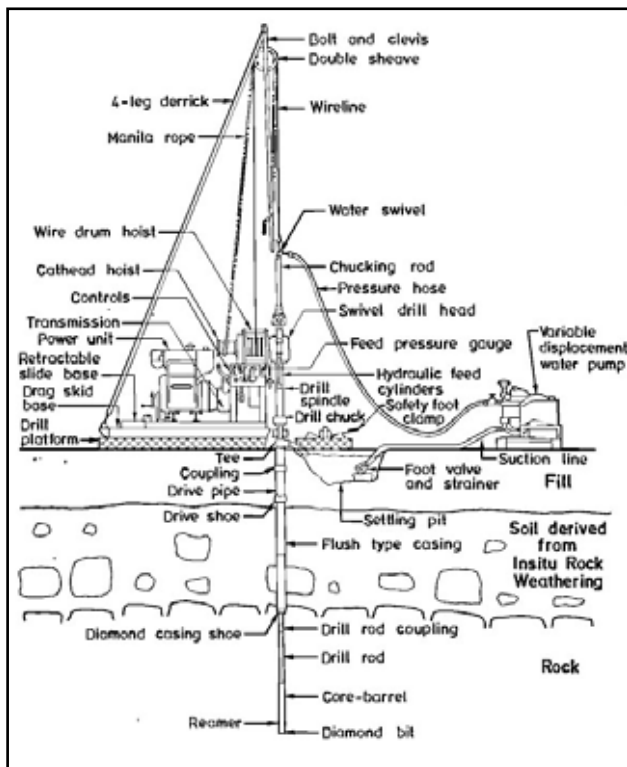 Bolt and clevis
Double sheave
4-leg derrick
Wireline
Manila rope
Water swivel
Wire drum hoist
Chucking rod
Cathead hoist
Pressure hose
Controls
Swivel drill head
Transmission
Variable
displacement
water pump
Power unit
Feed pressure gauge
Retractable
slide base
Hydraulic feed
cylinders
Drag skid
base
Drill
spindle
Safety foot
clamp
Drill chuck
Drill
platform
Tee
Suction line
Coupling
Foot valve
and strainer
Fill
Drive pipe
Drive shoe
Settling pit
Soil derived
from
Insitu Rock
Weathering
Flush type casing
Diamond casing shoe
Drill rod coupling
Drill rod
Rock
Core-barrel
Reamer
Diamond bit